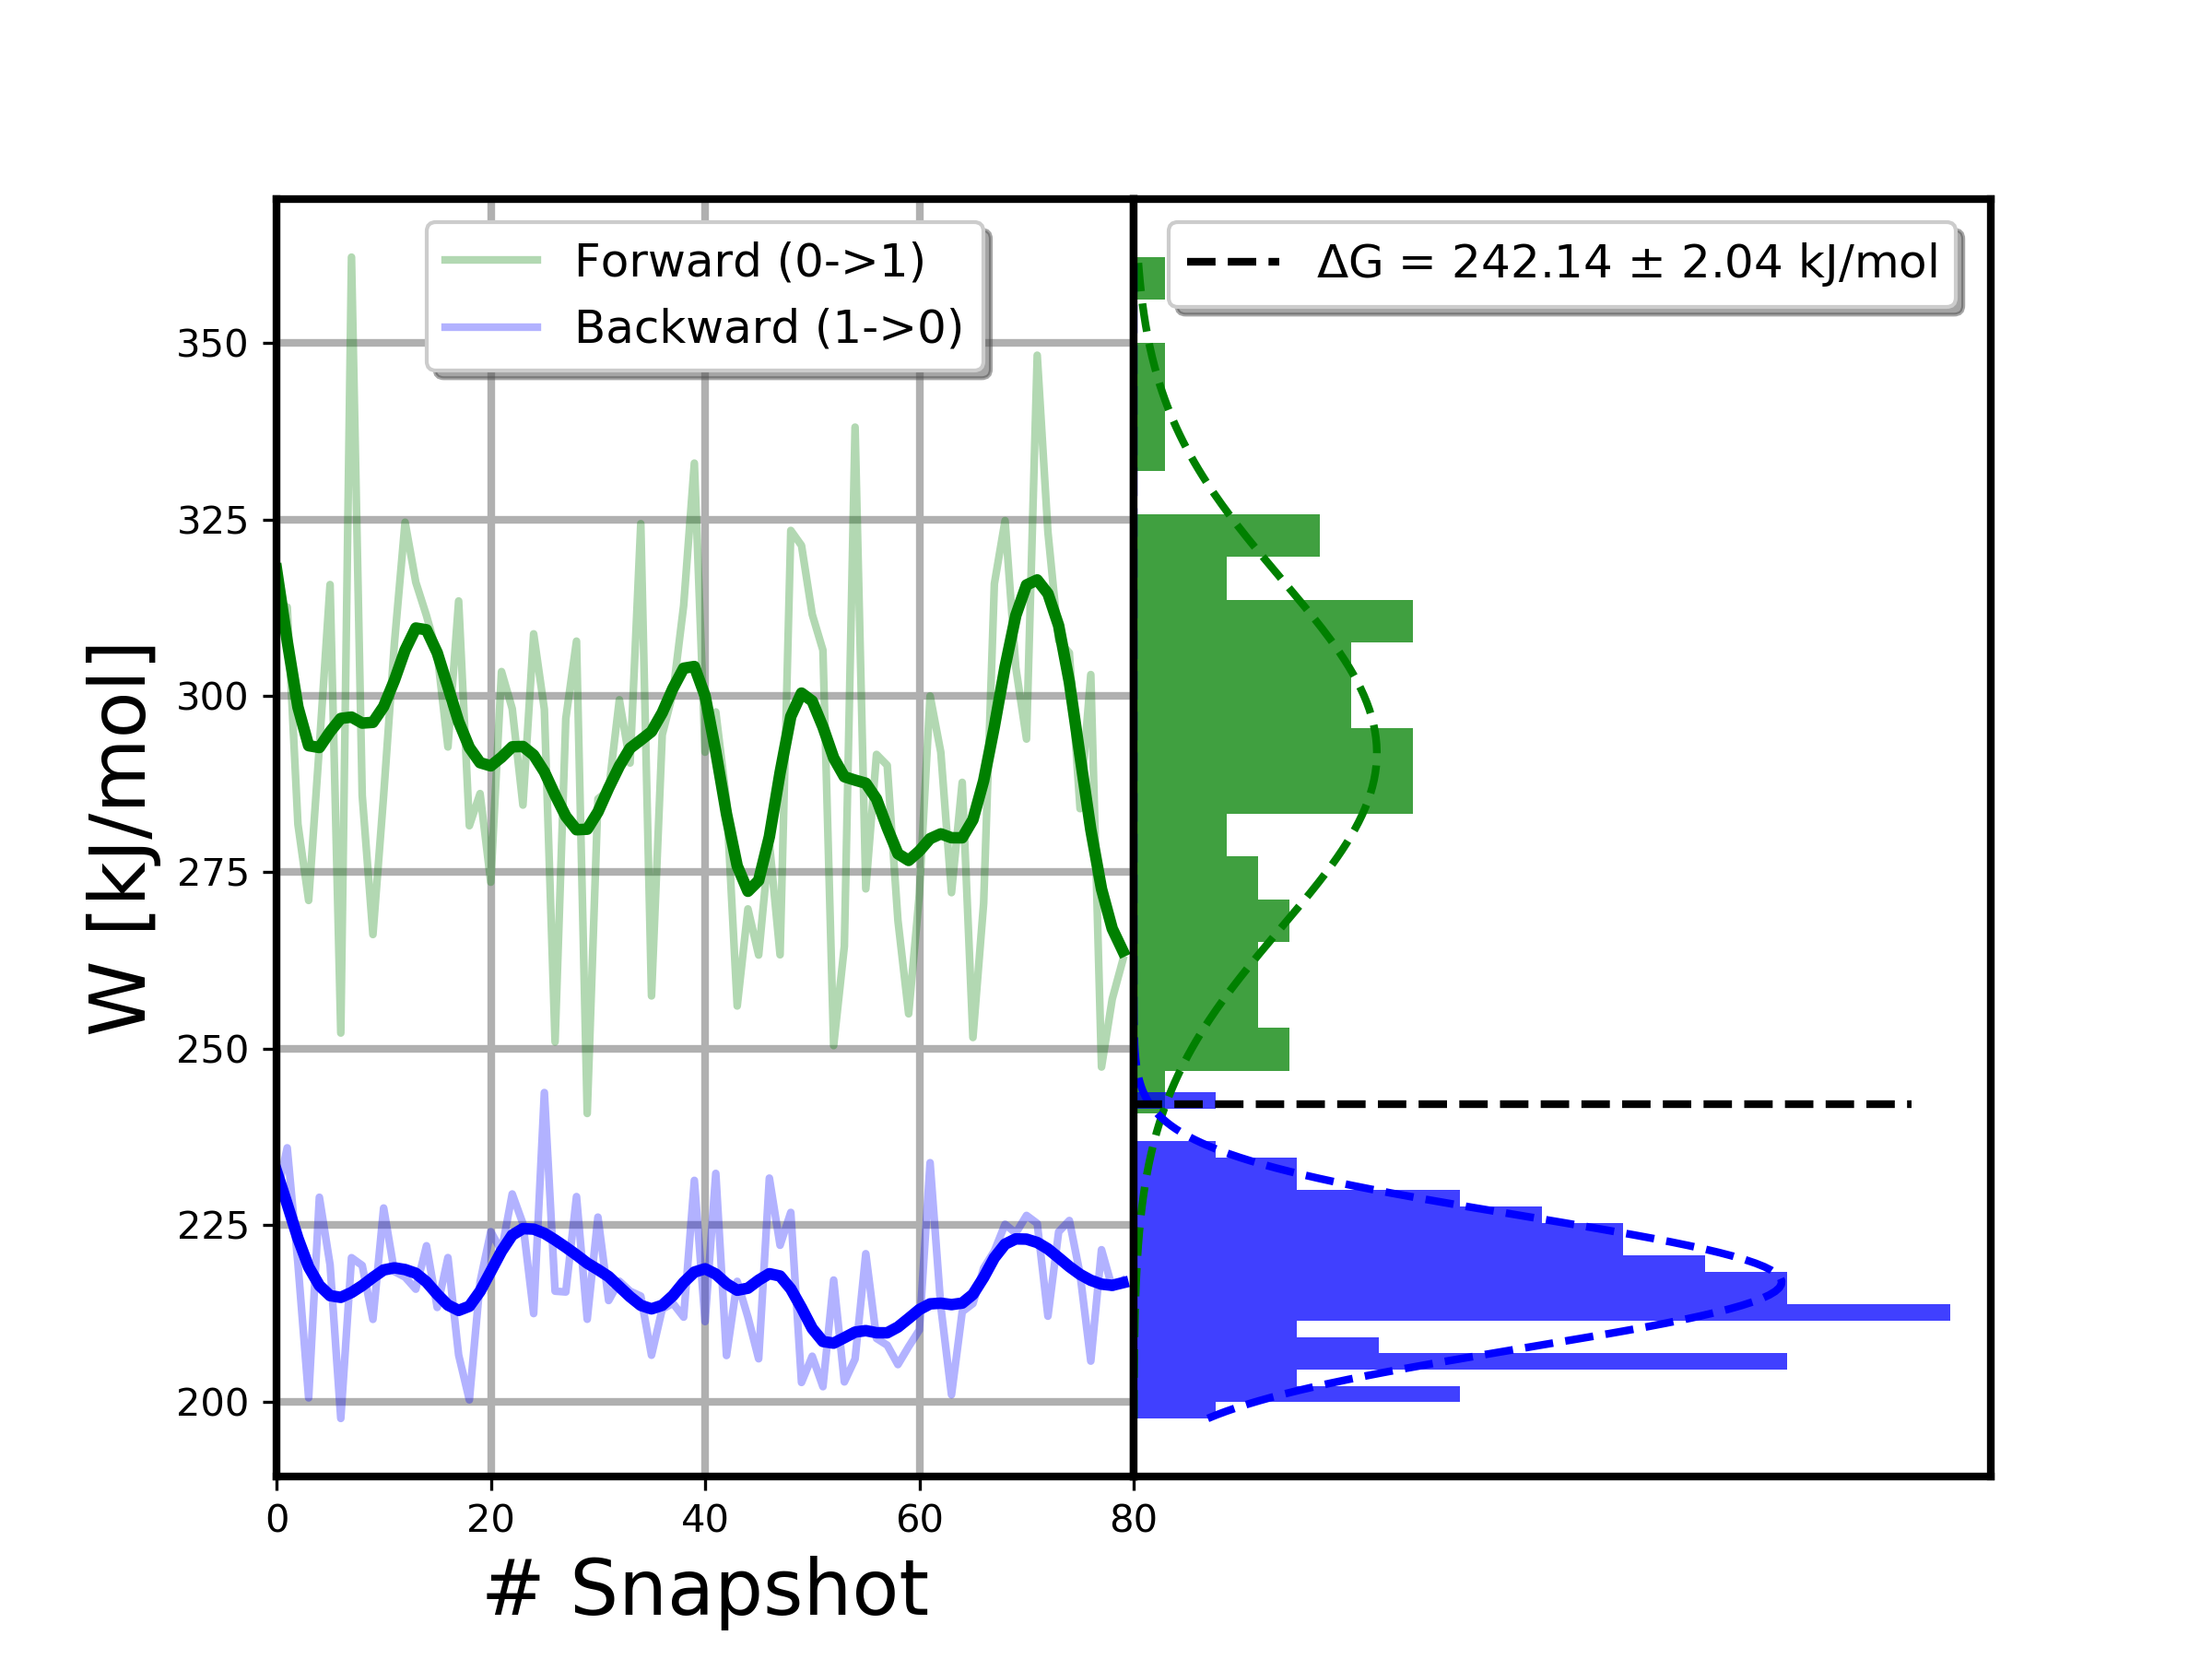 Forward (0->1)
Backward (1->0)
ΔG = 242.14 ± 2.04 kJ/mol
350
325
300
275
250
225
200
W [kJ/mol]
0 20 40 60 80
# Snapshot